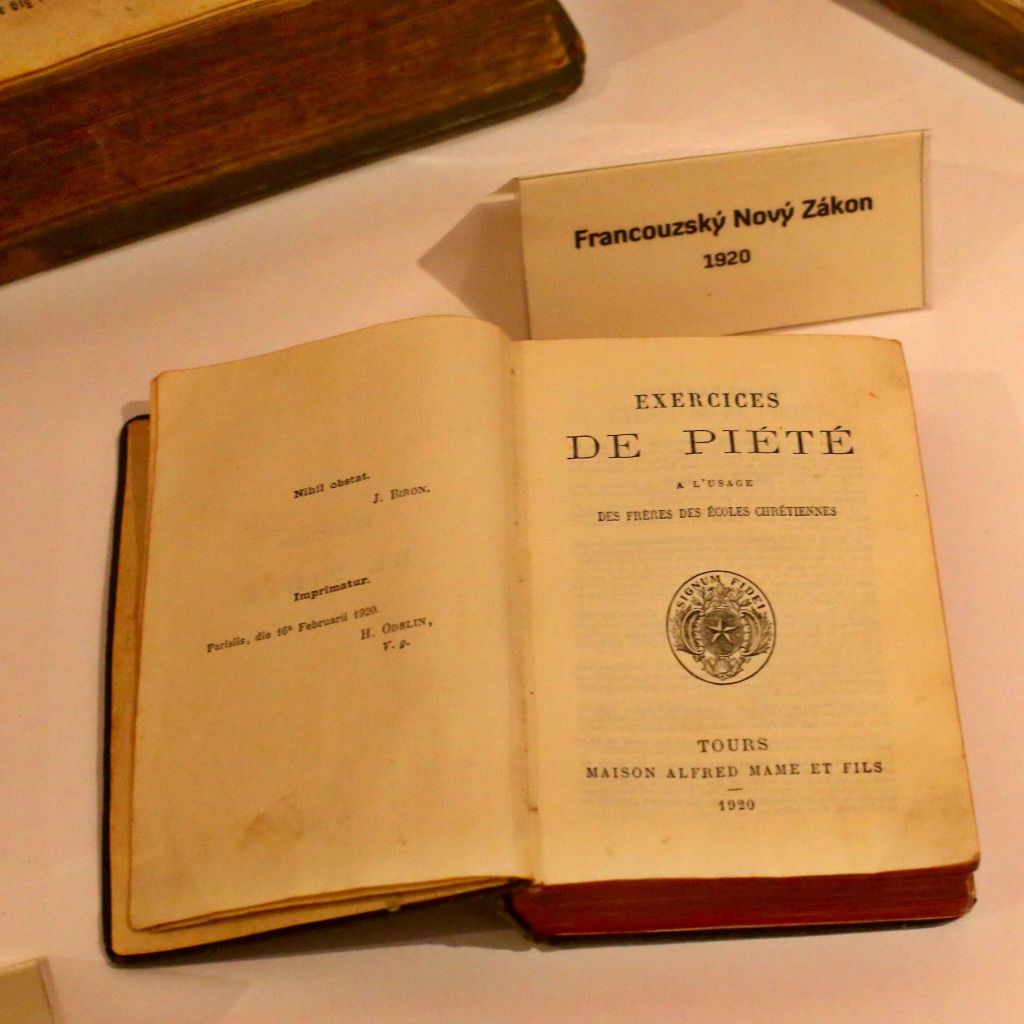 Francouzský Nový Zákon
1920
Nihil obstat.
J. Biron.
Imprimatur.
Parisiis, die 16ª Februarii 1920.
H. Odelin,
V. g.
EXERCICES
DE PIÉTÉ
A L'USAGE
DES FRÈRES DES ÉCOLES CHRÉTIENNES
SIGNUM FIDEI
TOURS
MAISON ALFRED MAME ET FILS
1920